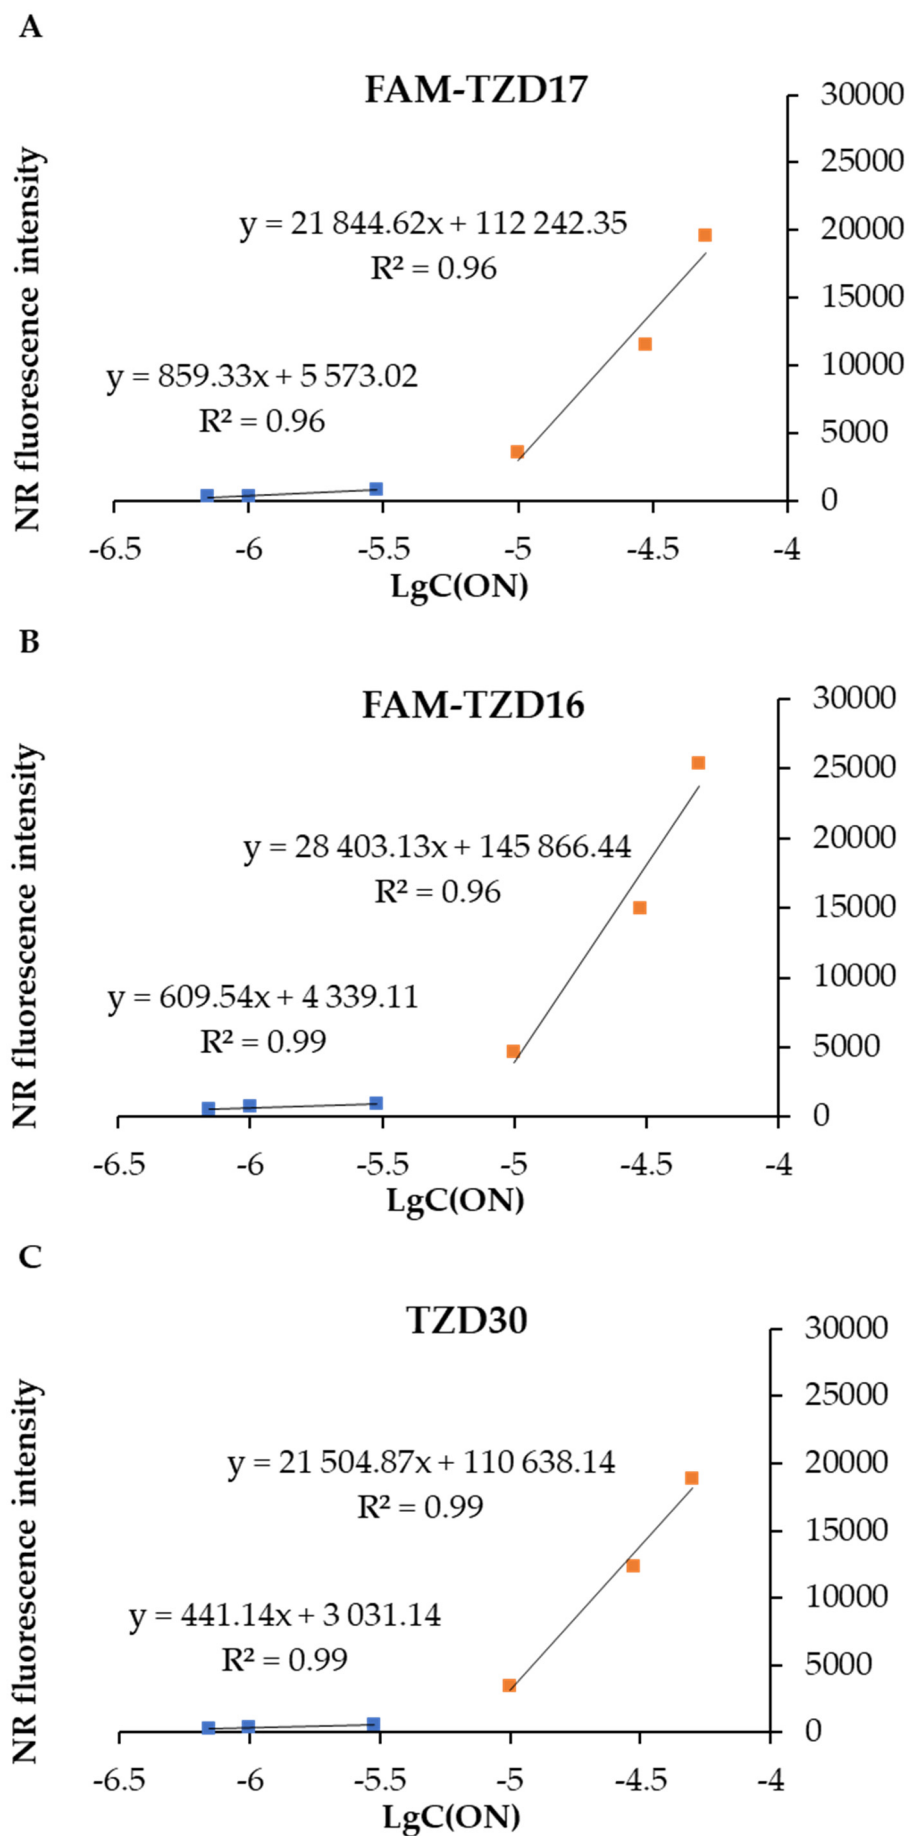 A
FAM-TZD17
NR fluorescence intensity
30000
25000
20000
15000
10000
5000
0
y = 21 844.62x + 112 242.35
R² = 0.96
y = 859.33x + 5 573.02
R² = 0.96
-6.5 -6 -5.5 -5 -4.5 -4
LgC(ON)
B
FAM-TZD16
NR fluorescence intensity
30000
25000
20000
15000
10000
5000
0
y = 28 403.13x + 145 866.44
R² = 0.96
y = 609.54x + 4 339.11
R² = 0.99
-6.5 -6 -5.5 -5 -4.5 -4
LgC(ON)
C
TZD30
NR fluorescence intensity
30000
25000
20000
15000
10000
5000
0
y = 21 504.87x + 110 638.14
R² = 0.99
y = 441.14x + 3 031.14
R² = 0.99
-6.5 -6 -5.5 -5 -4.5 -4
LgC(ON)